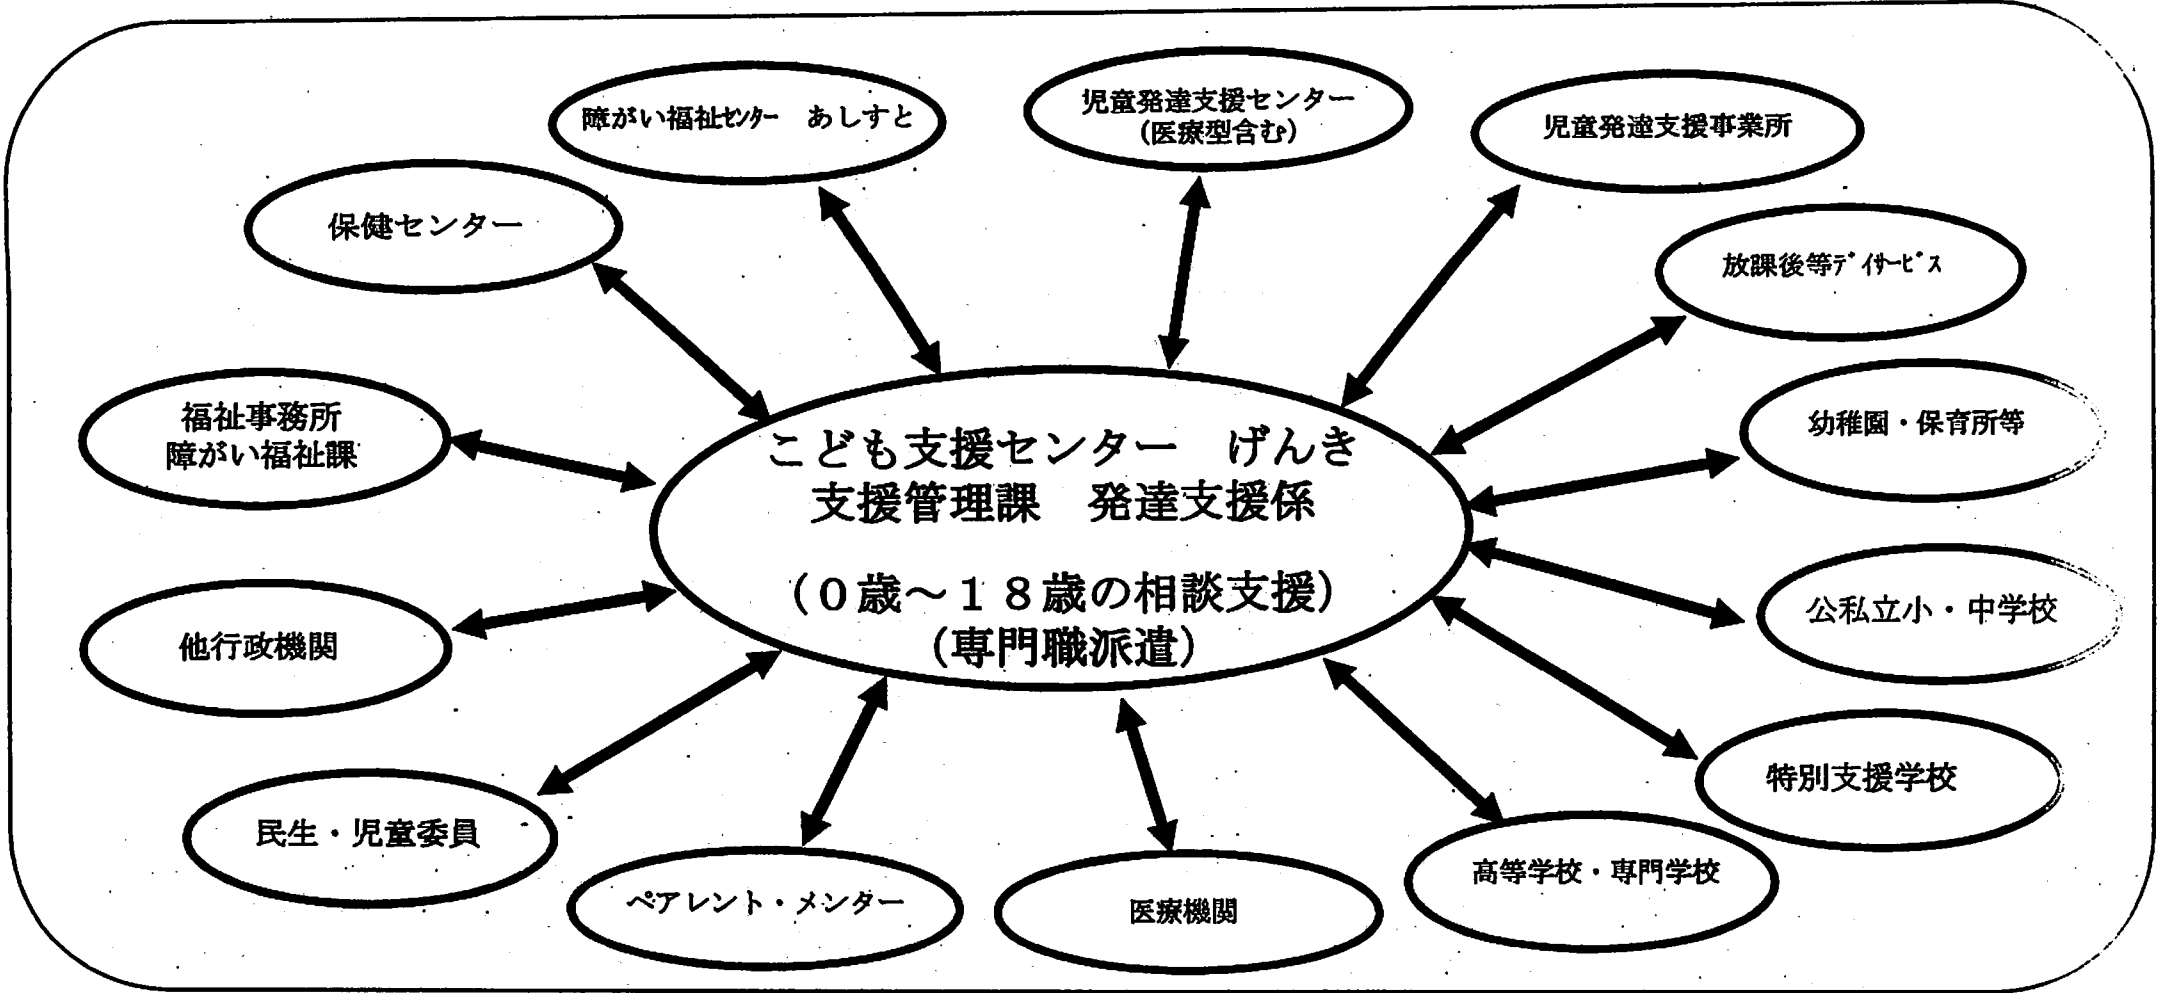 障がい福祉ｾﾝﾀｰ　あしすと
児童発達支援センター
（医療型含む）
児童発達支援事業所
保健センター
放課後等ﾃﾞｲｻｰﾋﾞｽ
福祉事務所
障がい福祉課
幼稚園・保育所等
こども支援センター　げんき
支援管理課　発達支援係
（０歳～１８歳の相談支援）
（専門職派遣）
他行政機関
公私立小・中学校
民生・児童委員
特別支援学校
ペアレント・メンター
医療機関
高等学校・専門学校